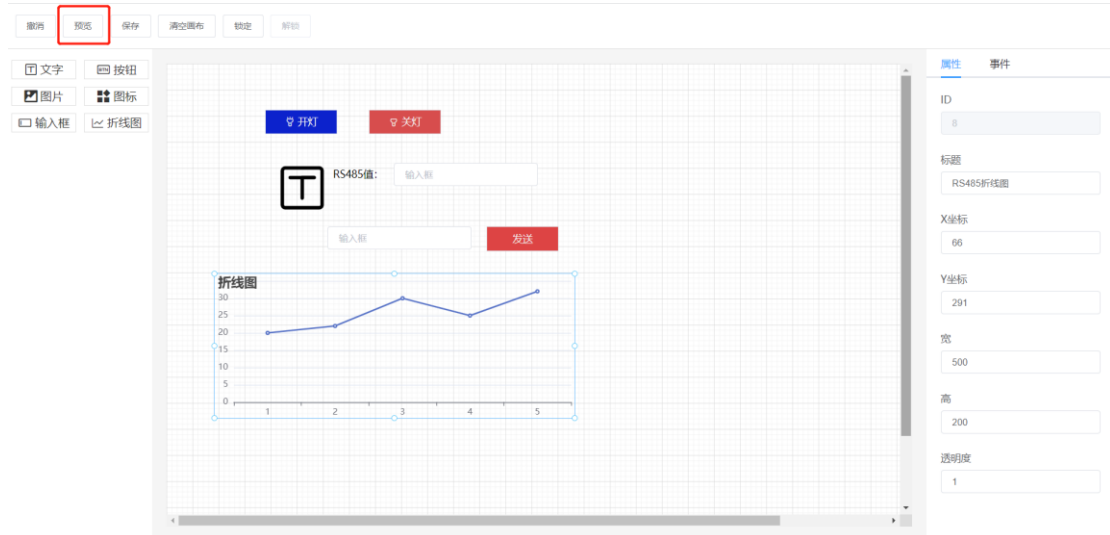 撤消 预览 保存 清空画布 锁定 解锁
T 文字 BTN 按钮
图片 图标
输入框 折线图
开灯 关灯
T RS485值: 输入框
输入框 发送
折线图
30
25
20
15
10
5
0
1 2 3 4 5
属性 事件
ID
8
标题
RS485折线图
X坐标
66
Y坐标
291
宽
500
高
200
透明度
1